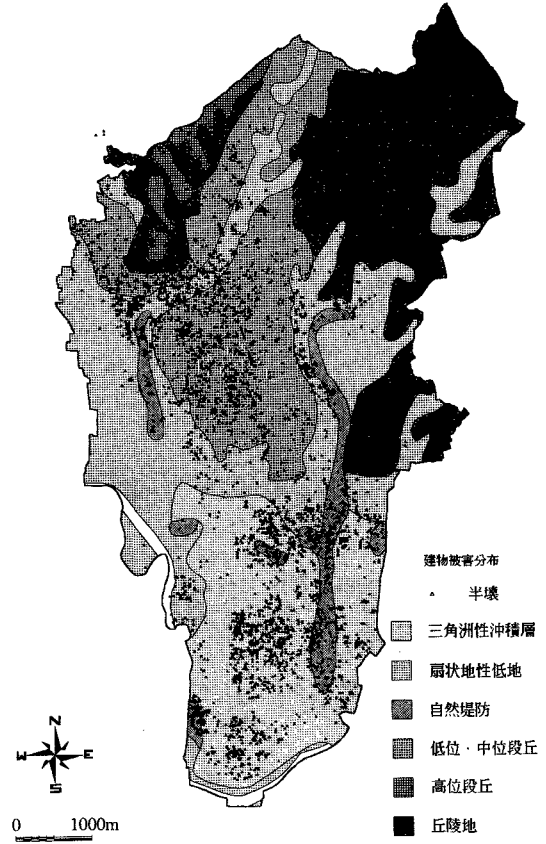 建物被害分布
半壊
三角洲性沖積層
扇状地性低地
自然堤防
低位・中位段丘
高位段丘
丘陵地
N
W E
S
0 1000m